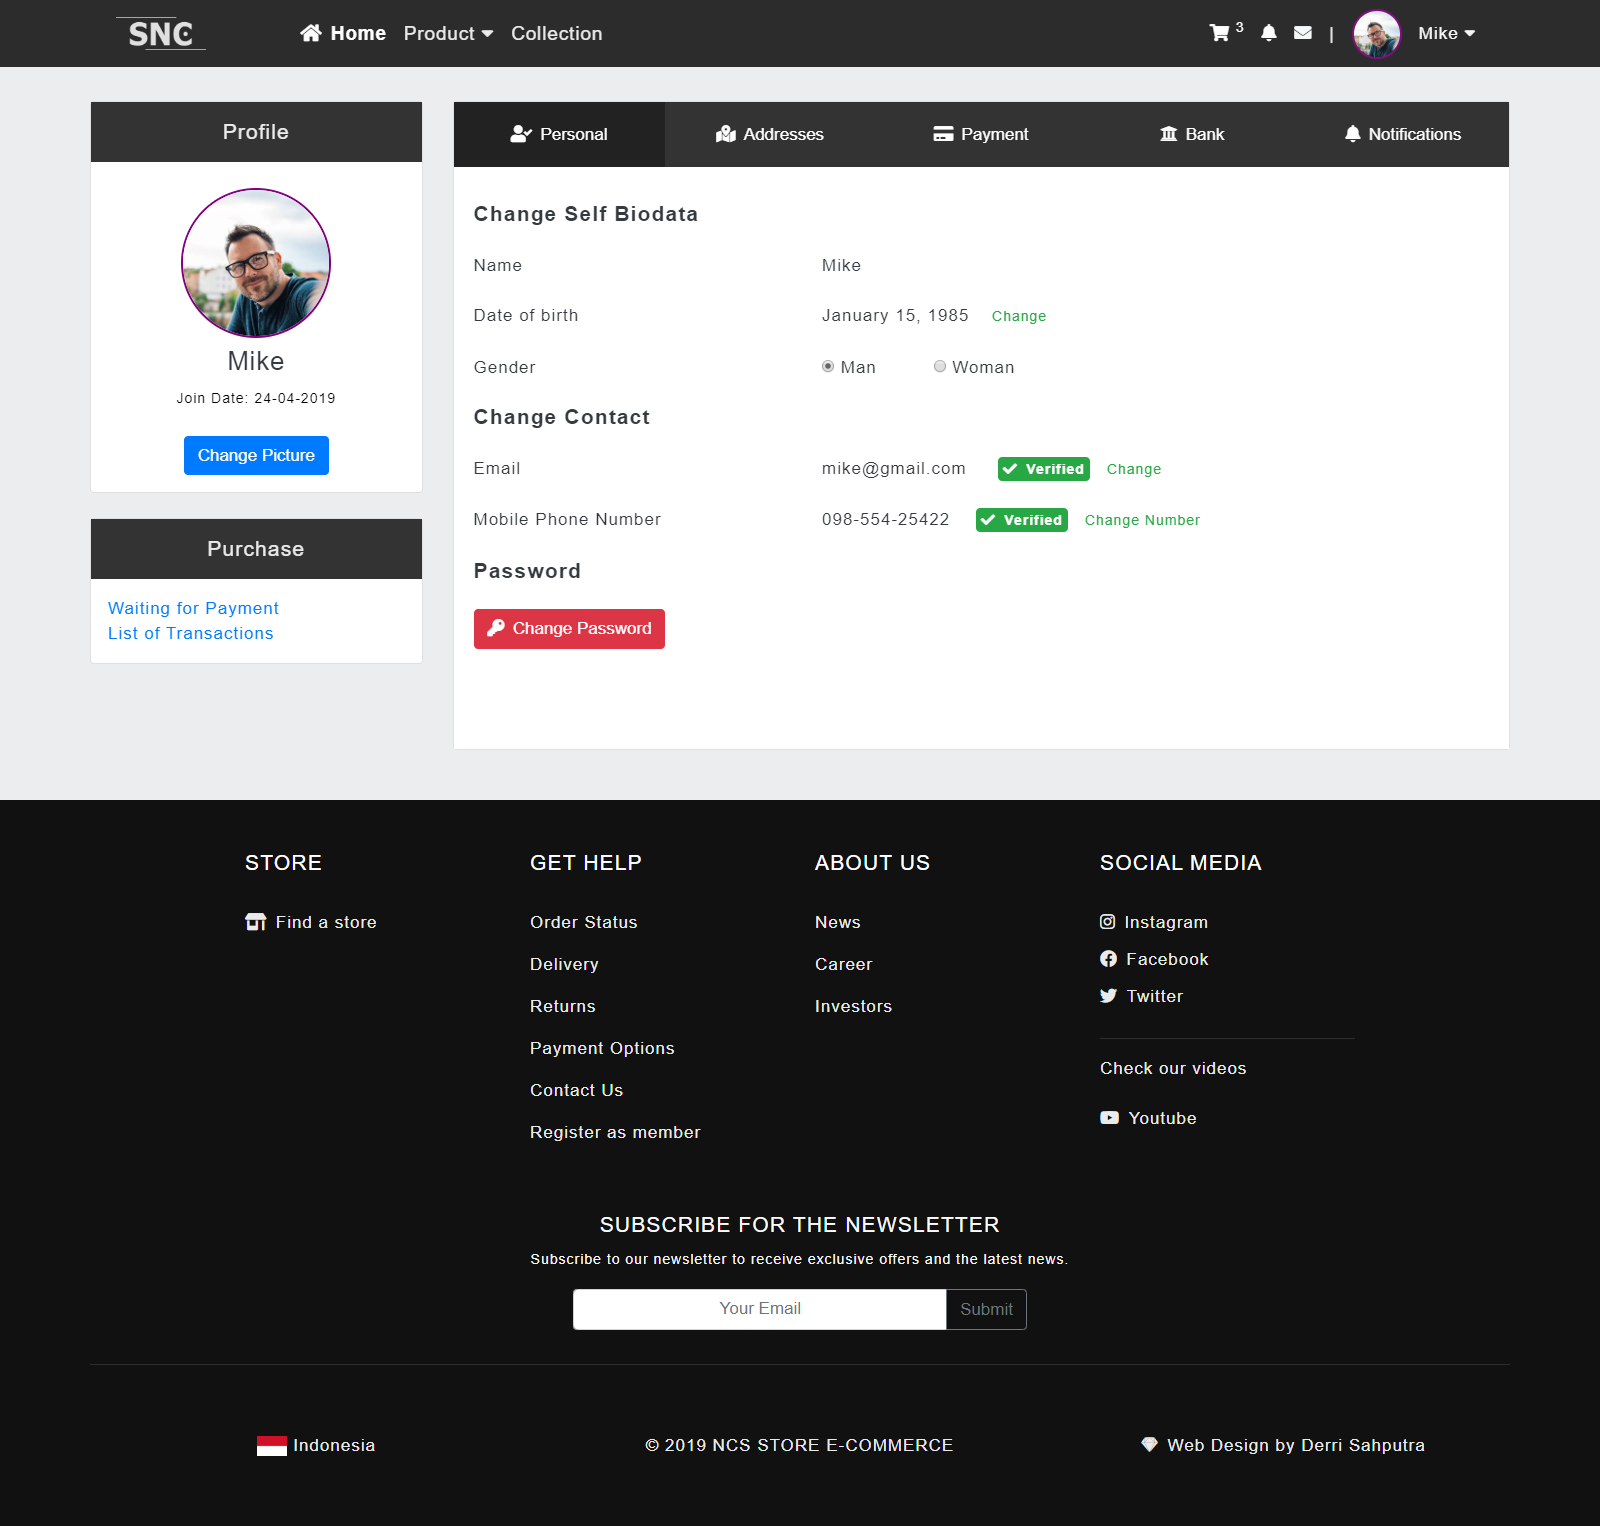 SNC
Home Product Collection
3 | Mike
Profile
Mike
Join Date: 24-04-2019
Change Picture
Purchase
Waiting for Payment
List of Transactions
Personal Addresses Payment Bank Notifications
Change Self Biodata
Name Mike
Date of birth January 15, 1985 Change
Gender Man Woman
Change Contact
Email mike@gmail.com Verified Change
Mobile Phone Number 098-554-25422 Verified Change Number
Password
Change Password
STORE
Find a store
GET HELP
Order Status
Delivery
Returns
Payment Options
Contact Us
Register as member
ABOUT US
News
Career
Investors
SOCIAL MEDIA
Instagram
Facebook
Twitter
Check our videos
Youtube
SUBSCRIBE FOR THE NEWSLETTER
Subscribe to our newsletter to receive exclusive offers and the latest news.
Your Email Submit
Indonesia © 2019 NCS STORE E-COMMERCE Web Design by Derri Sahputra